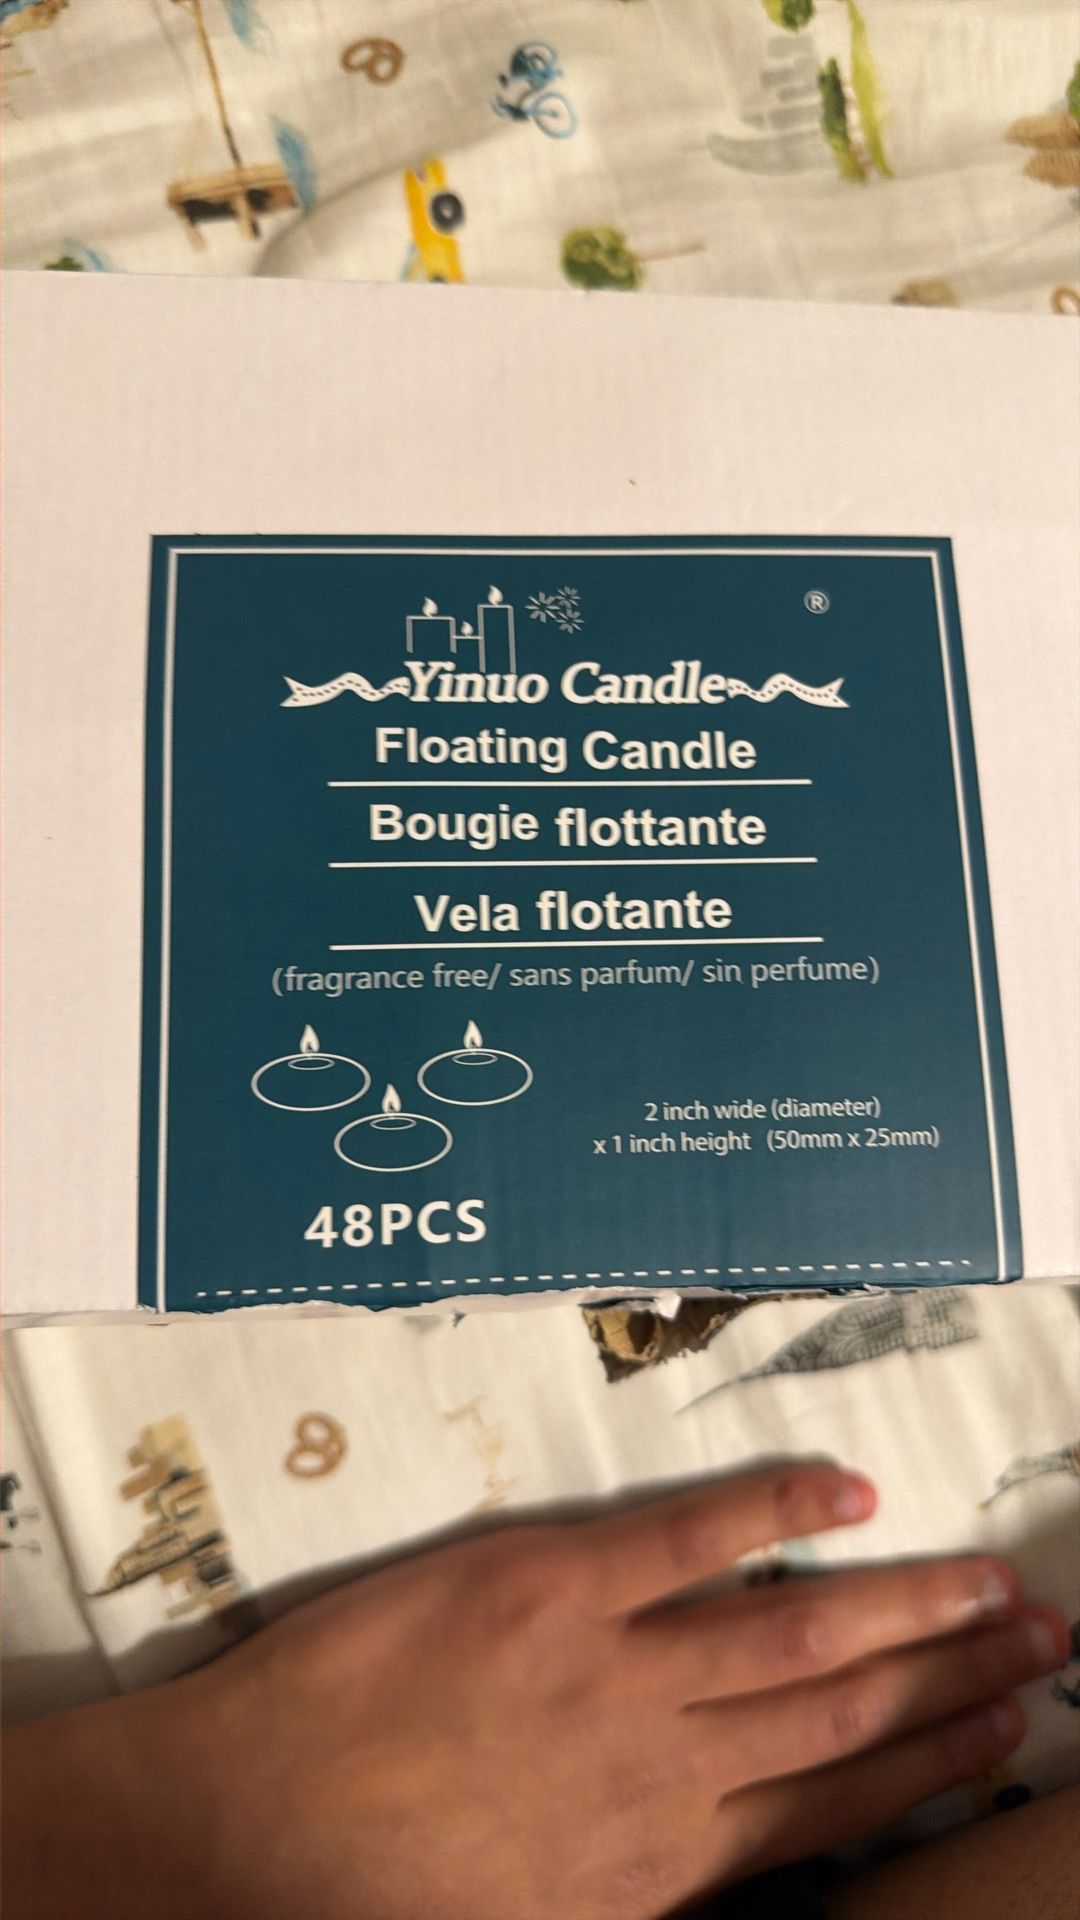 ®
Yinuo Candle
Floating Candle
Bougie flottante
Vela flotante
(fragrance free/ sans parfum/ sin perfume)
2 inch wide (diameter)
x 1 inch height (50mm x 25mm)
48PCS